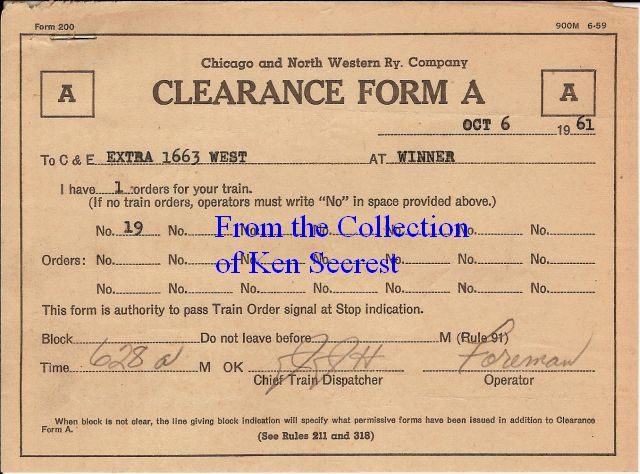 Form 200 900M 6-59
Chicago and North Western Ry. Company
A CLEARANCE FORM A A
OCT 6 1961
To C & E EXTRA 1663 WEST AT WINNER
I have 1 orders for your train.
(If no train orders, operators must write "No" in space provided above.)
No. 19 No. No. No. No. No. No.
From the Collection
Orders: No. No. No. No. No. No. No.
of Ken Secrest
No. No. No. No. No. No. No.
This form is authority to pass Train Order signal at Stop indication.
Block Do not leave before M (Rule 91)
Time 628 a M OK JJH Foreman
Chief Train Dispatcher Operator
When block is not clear, the line giving block indication will specify what permissive forms have been issued in addition to Clearance
Form A.
(See Rules 211 and 318)